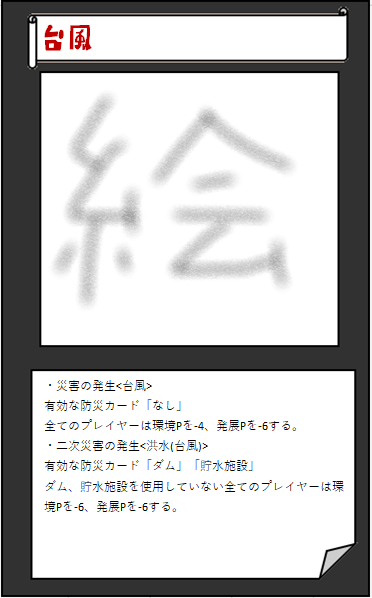 台風
絵
・災害の発生<台風>
有効な防災カード「なし」
全てのプレイヤーは環境Pを-4、発展Pを-6する。
・二次災害の発生<洪水(台風)>
有効な防災カード「ダム」「貯水施設」
ダム、貯水施設を使用していない全てのプレイヤーは環
境Pを-6、発展Pを-6する。